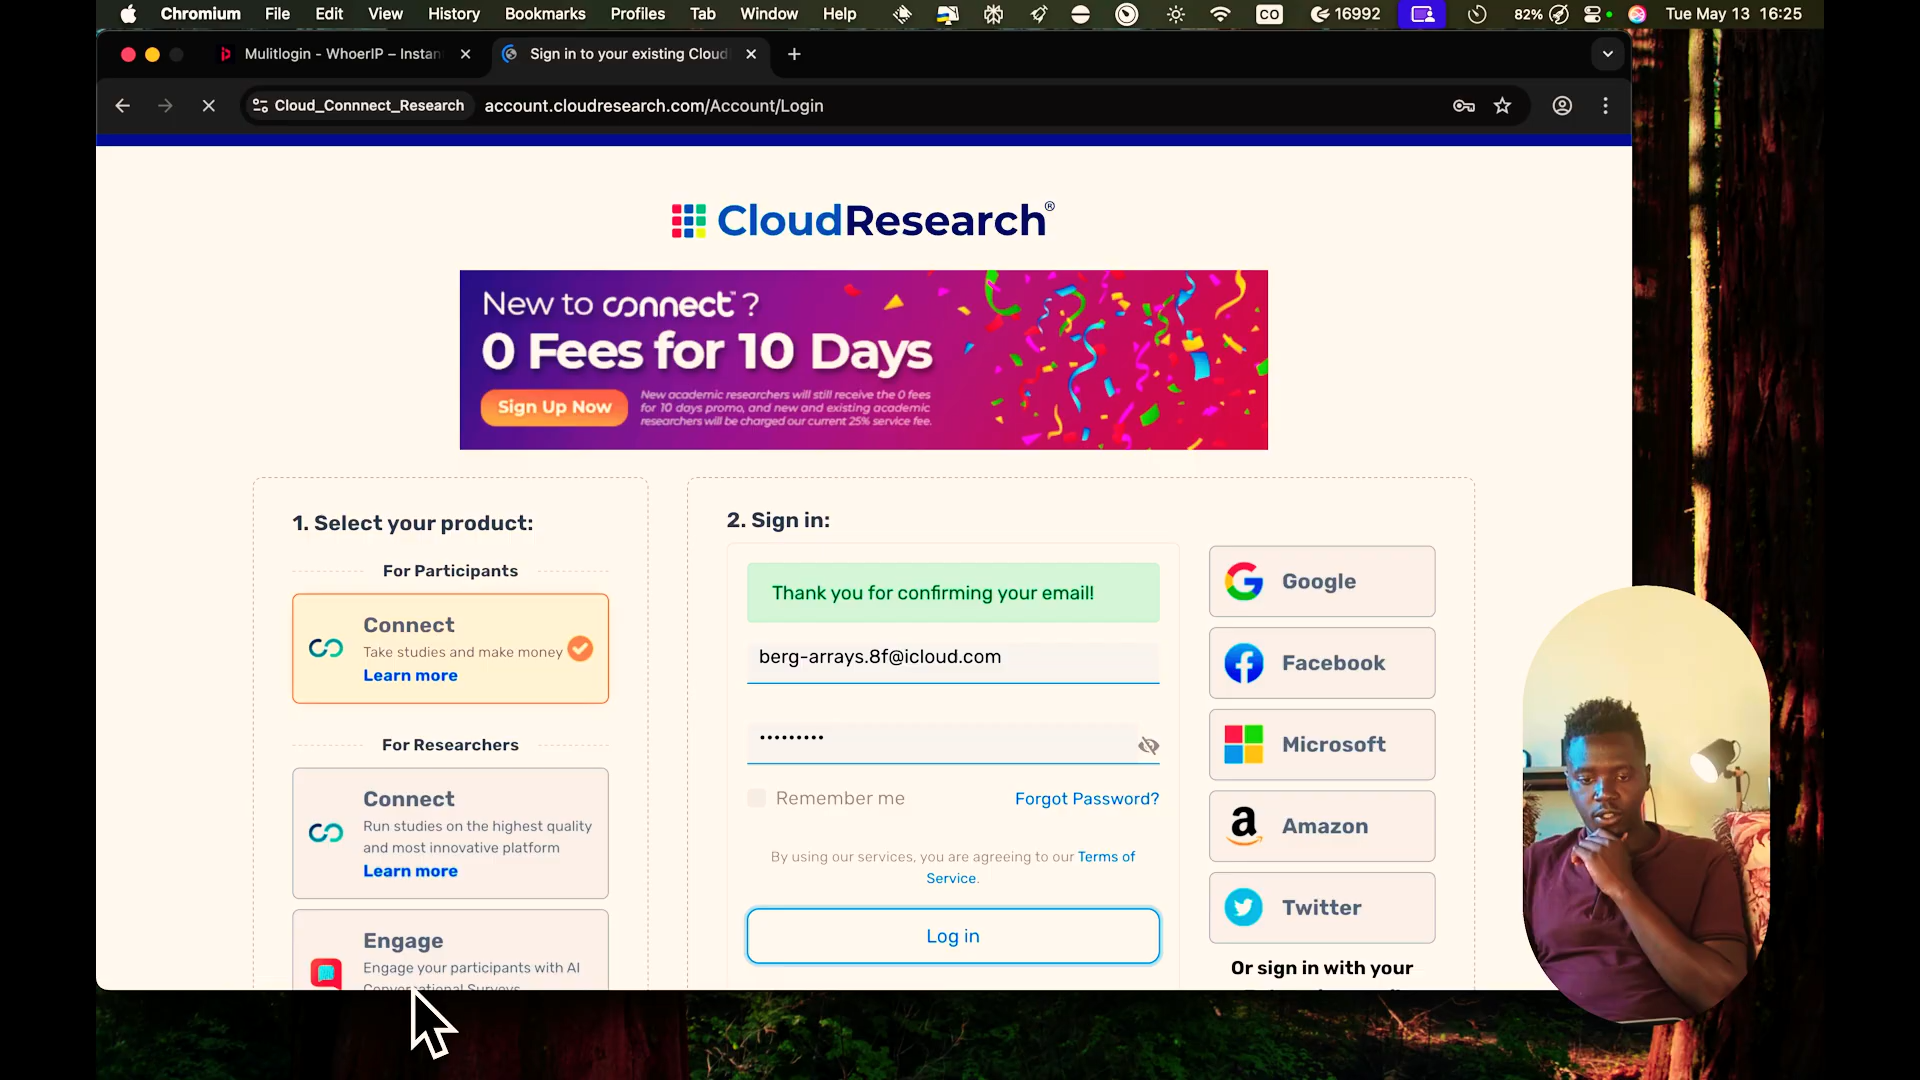 Chromium File Edit View History Bookmarks Profiles Tab Window Help CO 16992 82% Tue May 13 16:25
Mulitlogin - WhoerIP – Instan
Sign in to your existing Cloud
Cloud_Connnect_Research account.cloudresearch.com/Account/Login
CloudResearch®
New to connect™ ?
0 Fees for 10 Days
Sign Up Now
New academic researchers will still receive the 0 fees
for 10 days promo, and new and existing academic
researchers will be charged our current 25% service fee.
1. Select your product:
For Participants
Connect
Take studies and make money
Learn more
For Researchers
Connect
Run studies on the highest quality
and most innovative platform
Learn more
Engage
Engage your participants with AI
Conversational Surveys
2. Sign in:
Thank you for confirming your email!
berg-arrays.8f@icloud.com
•••••••••
Remember me Forgot Password?
By using our services, you are agreeing to our Terms of
Service.
Log in
Google
Facebook
Microsoft
Amazon
Twitter
Or sign in with your